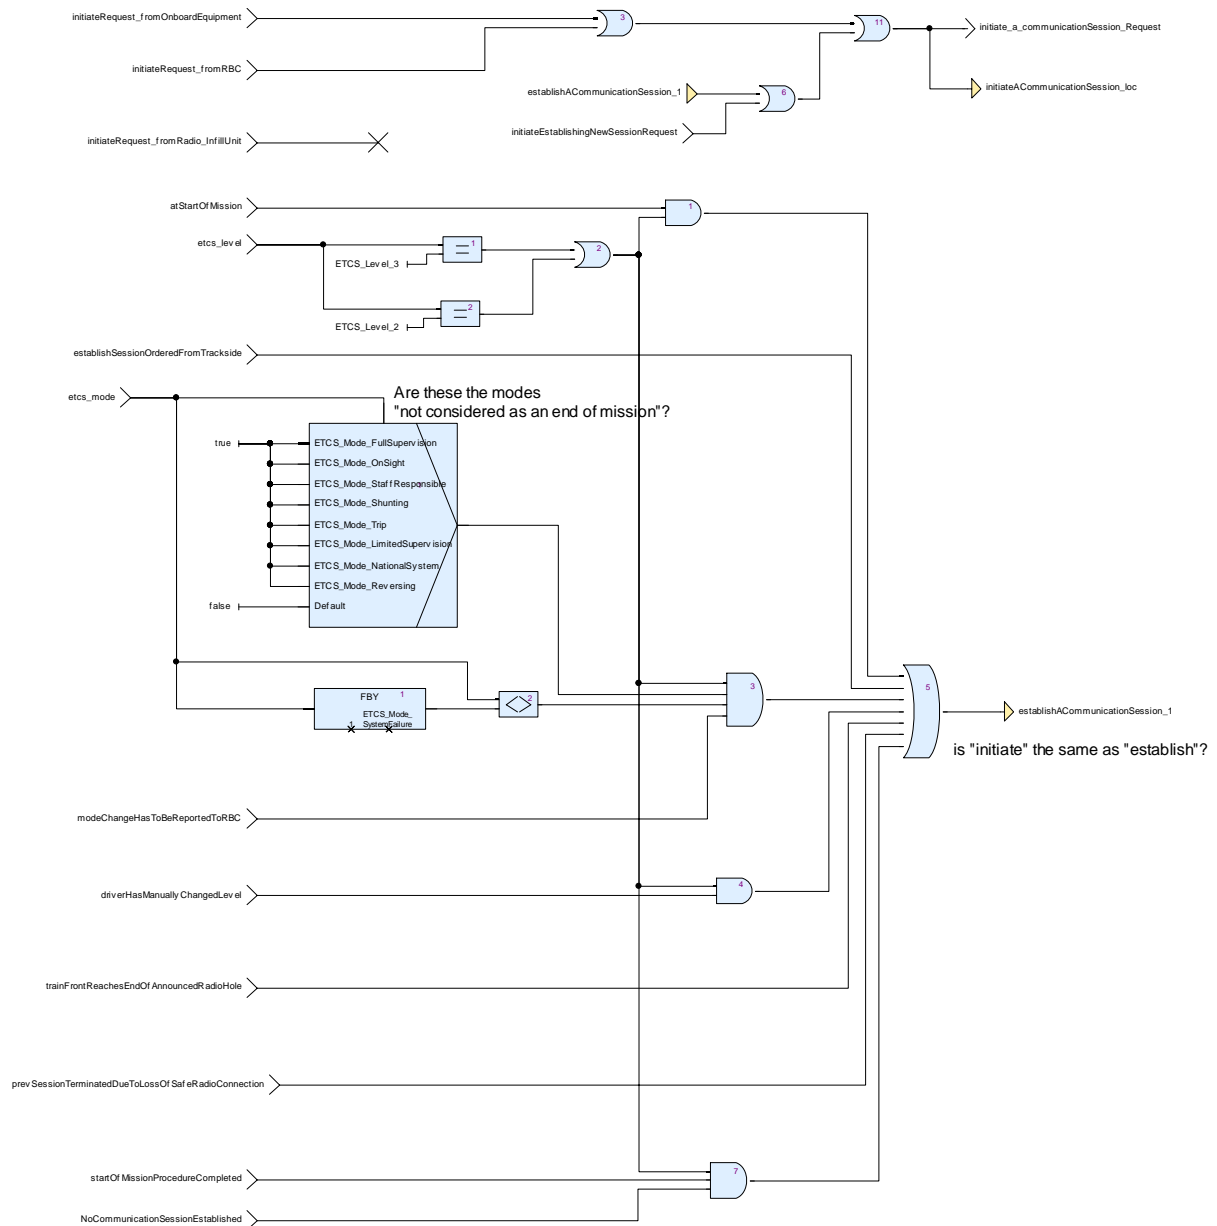 initiateRequest_fromOnboardEquipment
3
11
initiate_a_communicationSession_Request
initiateRequest_fromRBC
establishACommunicationSession_1
6
initiateACommunicationSession_loc
initiateEstablishingNewSessionRequest
initiateRequest_fromRadio_InfillUnit
atStartOfMission
1
etcs_level
=
1
2
ETCS_Level_3
=
2
ETCS_Level_2
establishSessionOrderedFromTrackside
etcs_mode
Are these the modes
"not considered as an end of mission"?
true
ETCS_Mode_FullSupervision
ETCS_Mode_OnSight
ETCS_Mode_StaffResponsible
ETCS_Mode_Shunting
ETCS_Mode_Trip
ETCS_Mode_LimitedSupervision
ETCS_Mode_NationalSystem
ETCS_Mode_Reversing
false
Default
3
5
FBY
1
ETCS_Mode_
SystemFailure
1
<>
2
establishACommunicationSession_1
is "initiate" the same as "establish"?
modeChangeHasToBeReportedToRBC
4
driverHasManuallyChangedLevel
trainFrontReachesEndOfAnnouncedRadioHole
prevSessionTerminatedDueToLossOfSafeRadioConnection
7
startOfMissionProcedureCompleted
NoCommunicationSessionEstablished